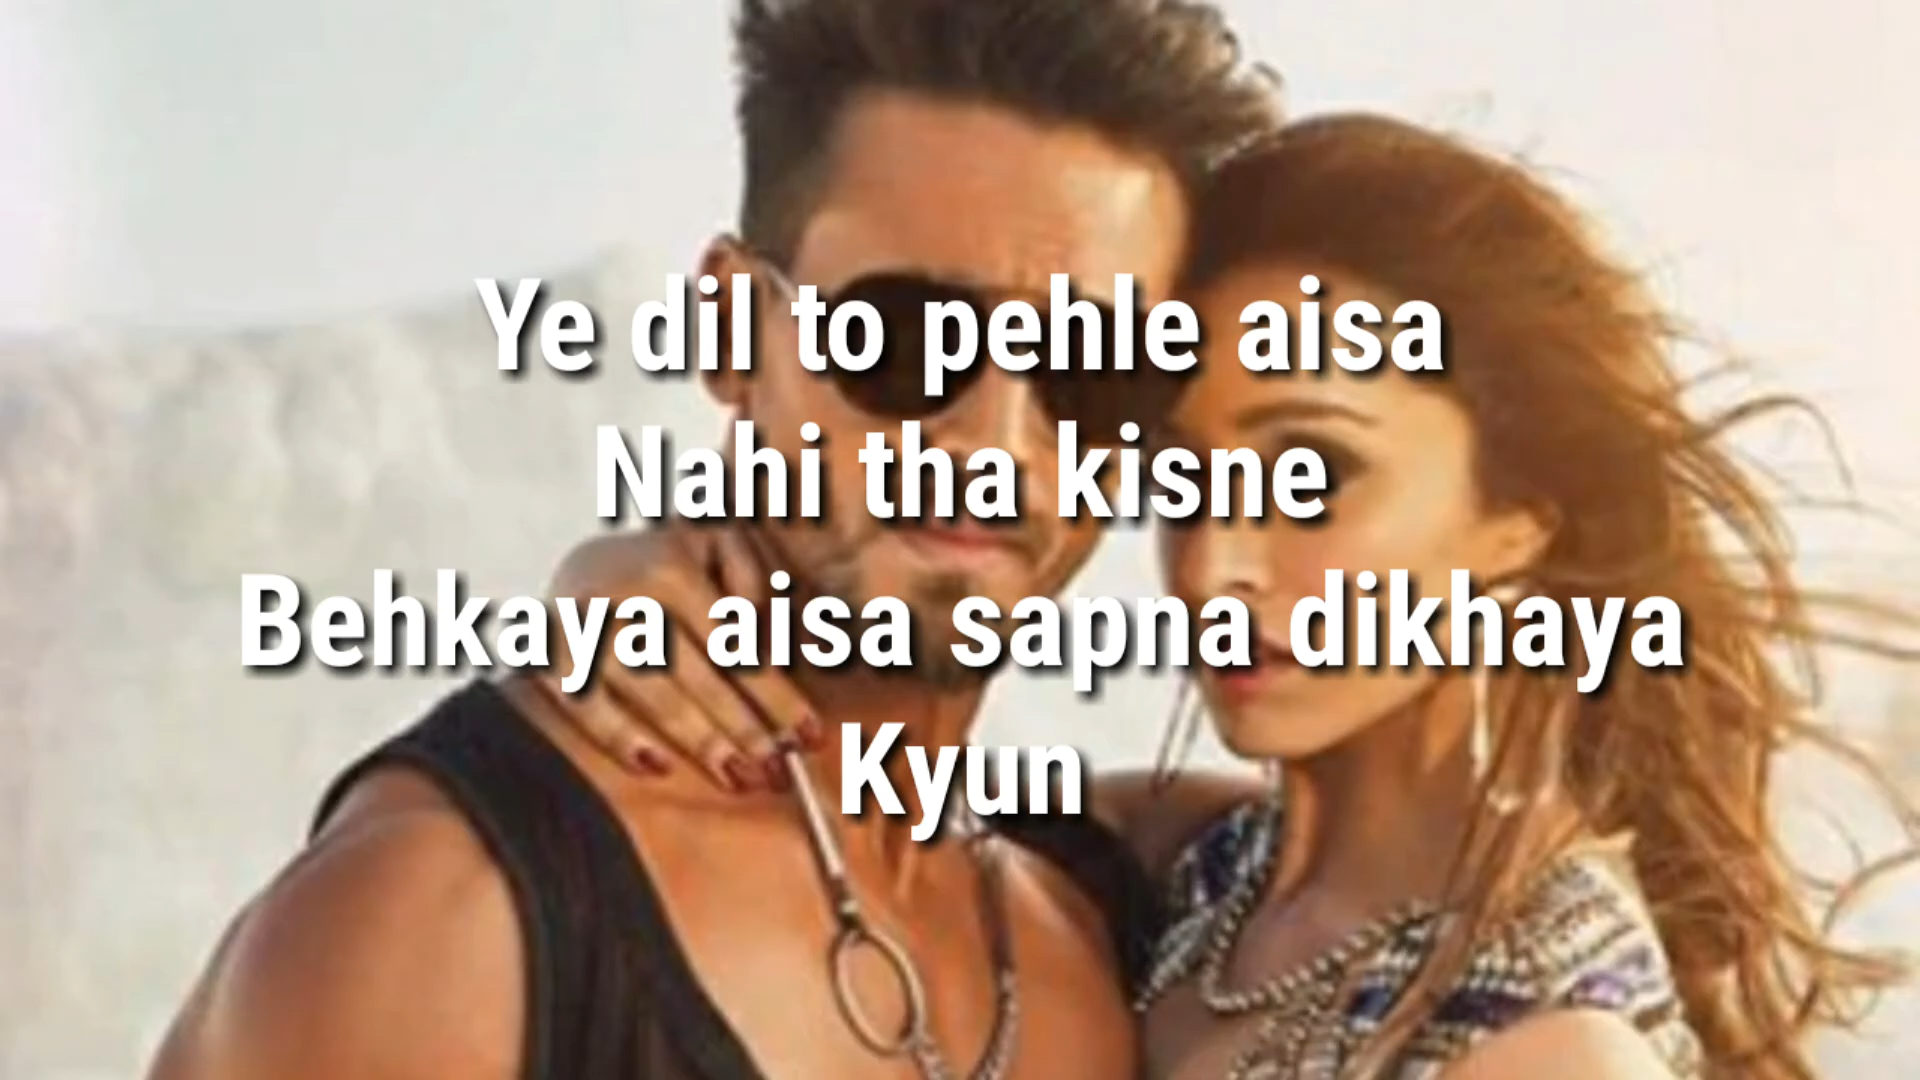 Ye dil to pehle aisa
Nahi tha kisne
Behkaya aisa sapna dikhaya
Kyun